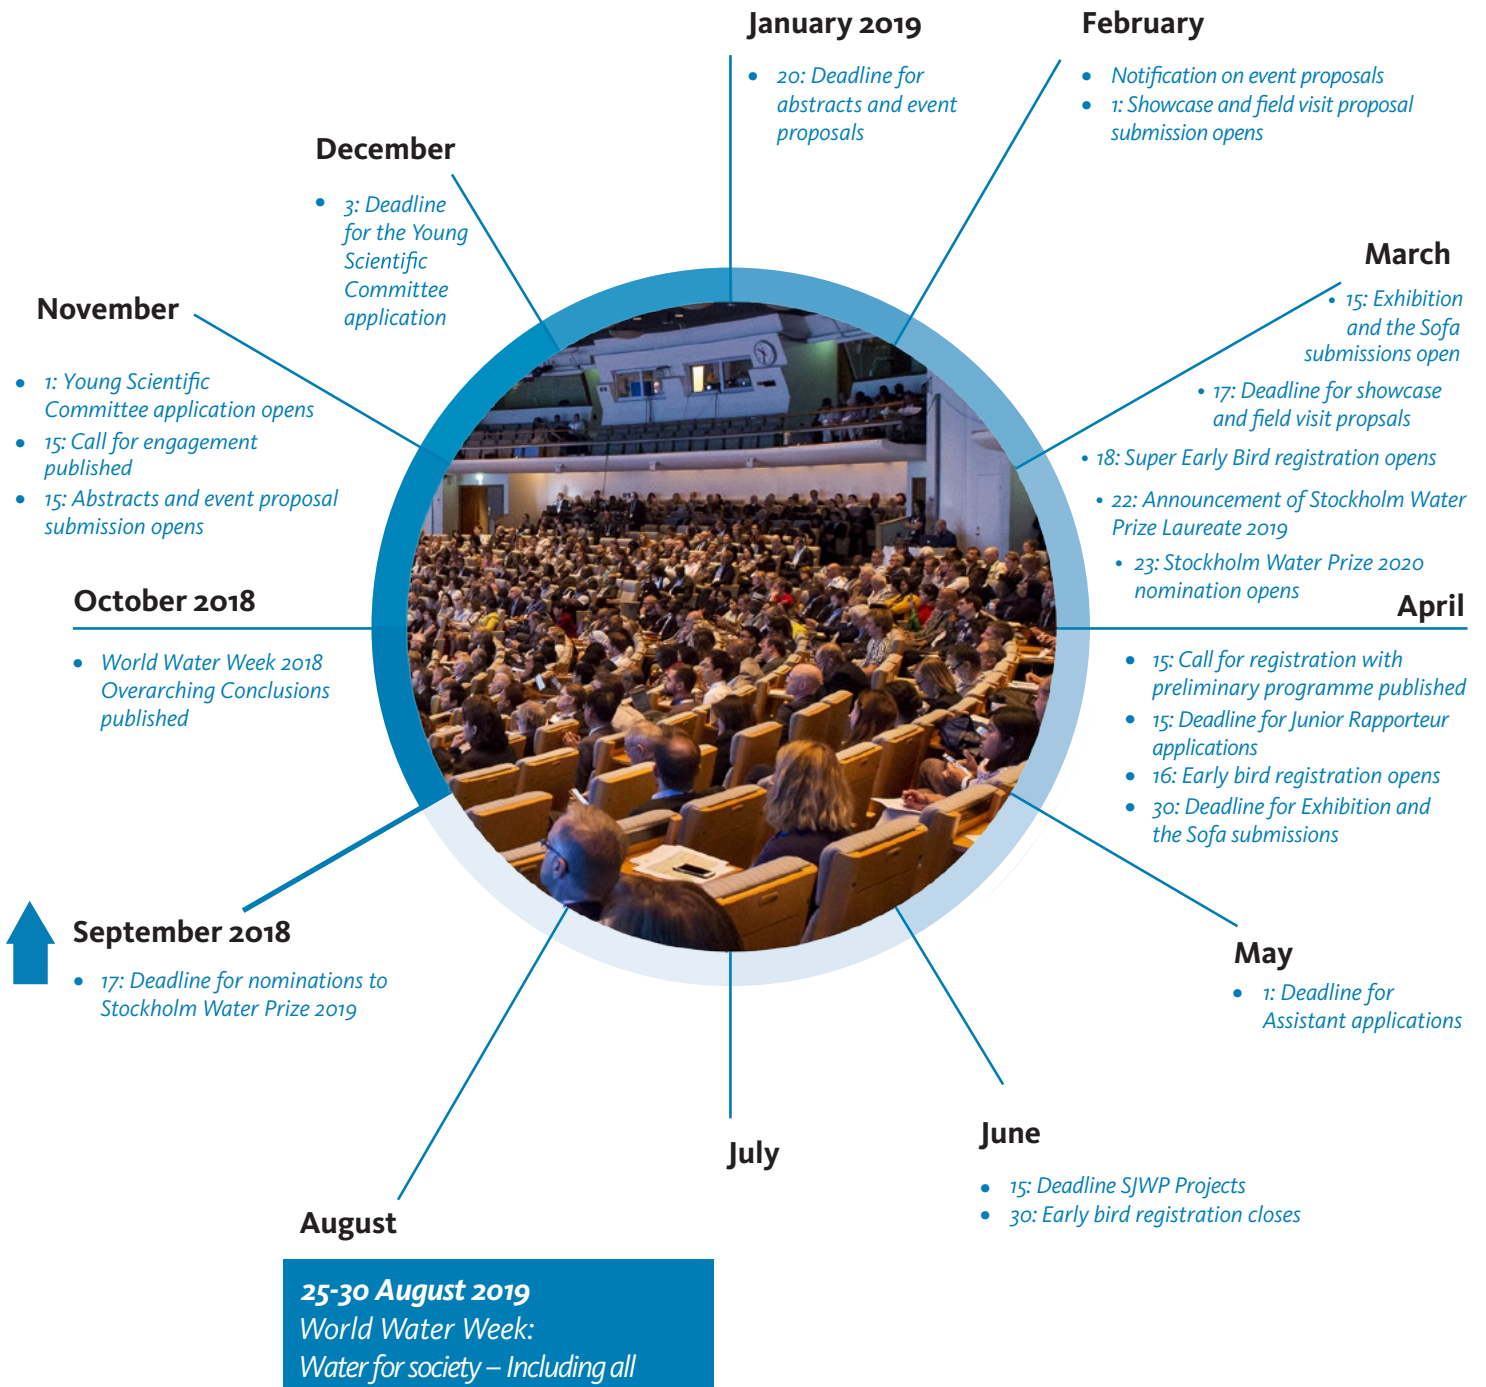 January 2019
• 20: Deadline for
abstracts and event
proposals
February
• Notification on event proposals
• 1: Showcase and field visit proposal
submission opens
March
• 15: Exhibition
and the Sofa
submissions open
• 17: Deadline for showcase
and field visit propsals
• 18: Super Early Bird registration opens
• 22: Announcement of Stockholm Water
Prize Laureate 2019
• 23: Stockholm Water Prize 2020
nomination opens
April
• 15: Call for registration with
preliminary programme published
• 15: Deadline for Junior Rapporteur
applications
• 16: Early bird registration opens
• 30: Deadline for Exhibition and
the Sofa submissions
May
• 1: Deadline for
Assistant applications
June
• 15: Deadline SJWP Projects
• 30: Early bird registration closes
July
August
25-30 August 2019
World Water Week:
Water for society – Including all
September 2018
• 17: Deadline for nominations to
Stockholm Water Prize 2019
October 2018
• World Water Week 2018
Overarching Conclusions
published
November
• 1: Young Scientific
Committee application opens
• 15: Call for engagement
published
• 15: Abstracts and event proposal
submission opens
December
• 3: Deadline
for the Young
Scientific
Committee
application